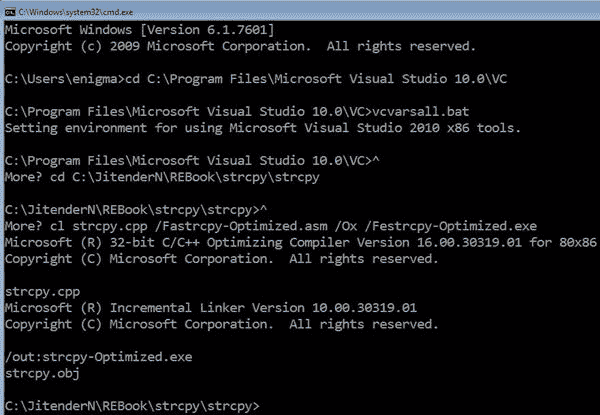 C:\Windows\system32\cmd.exe
Microsoft Windows [Version 6.1.7601]
Copyright (c) 2009 Microsoft Corporation.  All rights reserved.
C:\Users\enigma>cd C:\Program Files\Microsoft Visual Studio 10.0\VC
C:\Program Files\Microsoft Visual Studio 10.0\VC>vcvarsall.bat
Setting environment for using Microsoft Visual Studio 2010 x86 tools.
C:\Program Files\Microsoft Visual Studio 10.0\VC>^
More? cd C:\JitenderN\REBook\strcpy\strcpy
C:\JitenderN\REBook\strcpy\strcpy>^
More? cl strcpy.cpp /Fastrcpy-Optimized.asm /Ox /Festrcpy-Optimized.exe
Microsoft (R) 32-bit C/C++ Optimizing Compiler Version 16.00.30319.01 for 80x86
Copyright (C) Microsoft Corporation.  All rights reserved.
strcpy.cpp
Microsoft (R) Incremental Linker Version 10.00.30319.01
Copyright (C) Microsoft Corporation.  All rights reserved.
/out:strcpy-Optimized.exe
strcpy.obj
C:\JitenderN\REBook\strcpy\strcpy>